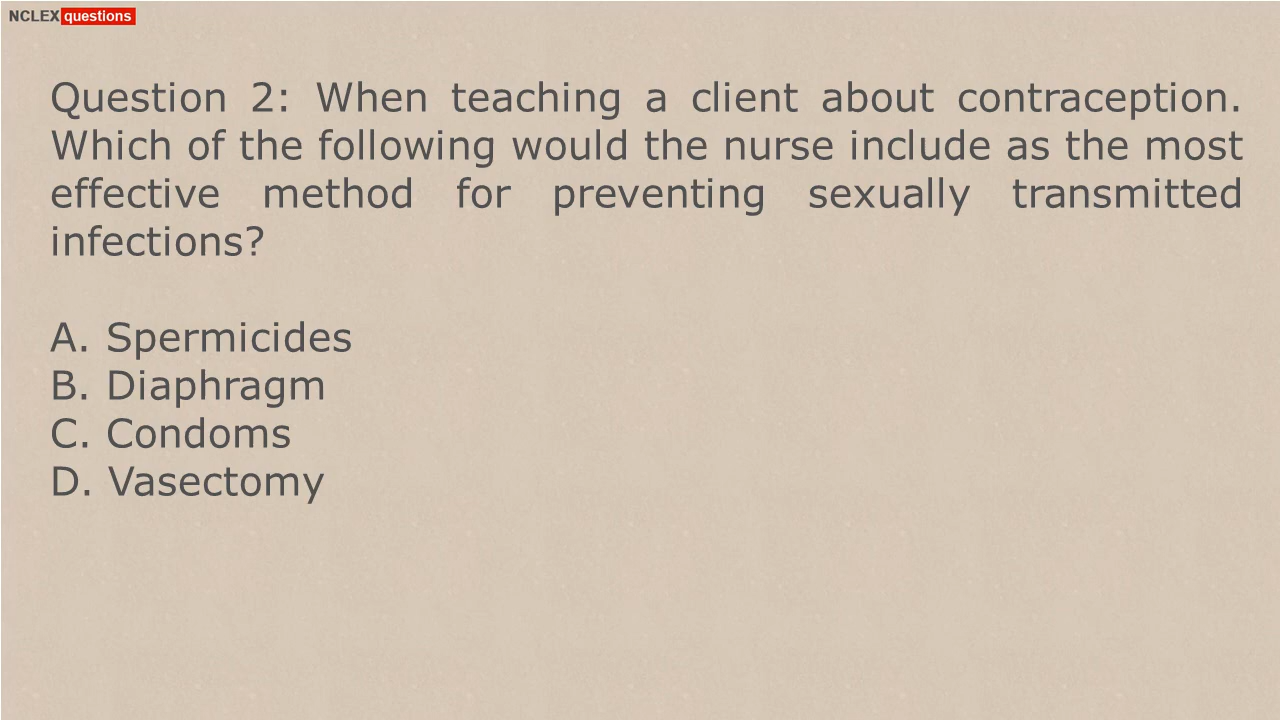 NCLEX questions
Question 2: When teaching a client about contraception.
Which of the following would the nurse include as the most
effective method for preventing sexually transmitted
infections?
A. Spermicides
B. Diaphragm
C. Condoms
D. Vasectomy